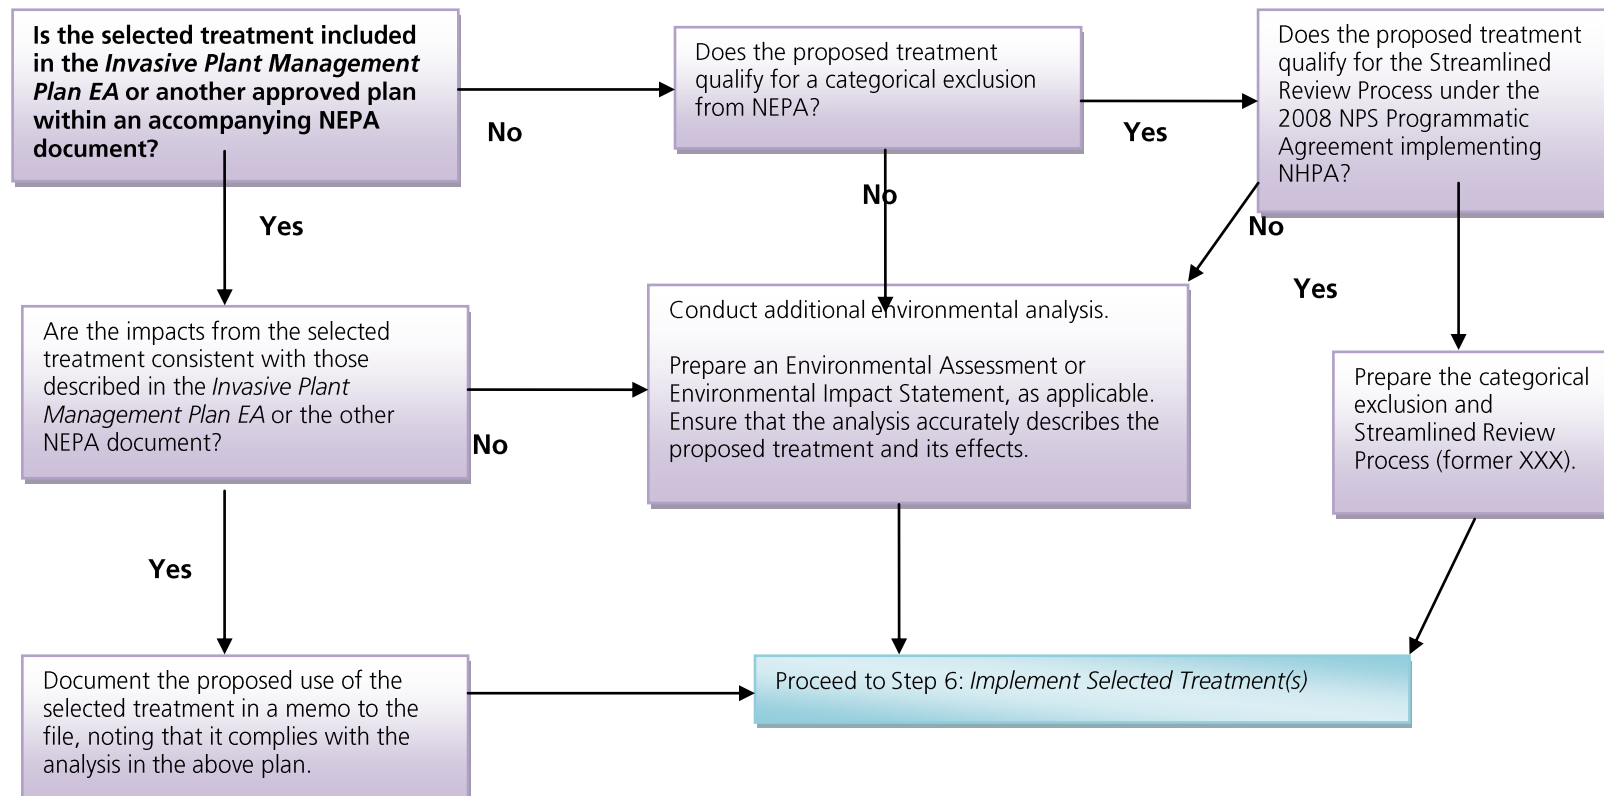 Is the selected treatment included
in the Invasive Plant Management
Plan EA or another approved plan
within an accompanying NEPA
document?
No
Does the proposed treatment
qualify for a categorical exclusion
from NEPA?
Yes
Does the proposed treatment
qualify for the Streamlined
Review Process under the
2008 NPS Programmatic
Agreement implementing
NHPA?
Yes
No
No
Yes
Are the impacts from the selected
treatment consistent with those
described in the Invasive Plant
Management Plan EA or the other
NEPA document?
No
Conduct additional environmental analysis.
Prepare an Environmental Assessment or
Environmental Impact Statement, as applicable.
Ensure that the analysis accurately describes the
proposed treatment and its effects.
Prepare the categorical
exclusion and
Streamlined Review
Process (former XXX).
Yes
Document the proposed use of the
selected treatment in a memo to the
file, noting that it complies with the
analysis in the above plan.
Proceed to Step 6: Implement Selected Treatment(s)